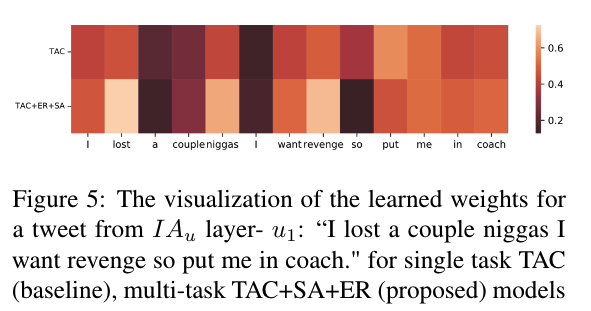 TAC
0.6
0.4
TAC+ER+SA
0.2
I lost a couple niggas I want revenge so put me in coach
Figure 5: The visualization of the learned weights for
a tweet from IAu layer- u1: “I lost a couple niggas I
want revenge so put me in coach." for single task TAC
(baseline), multi-task TAC+SA+ER (proposed) models